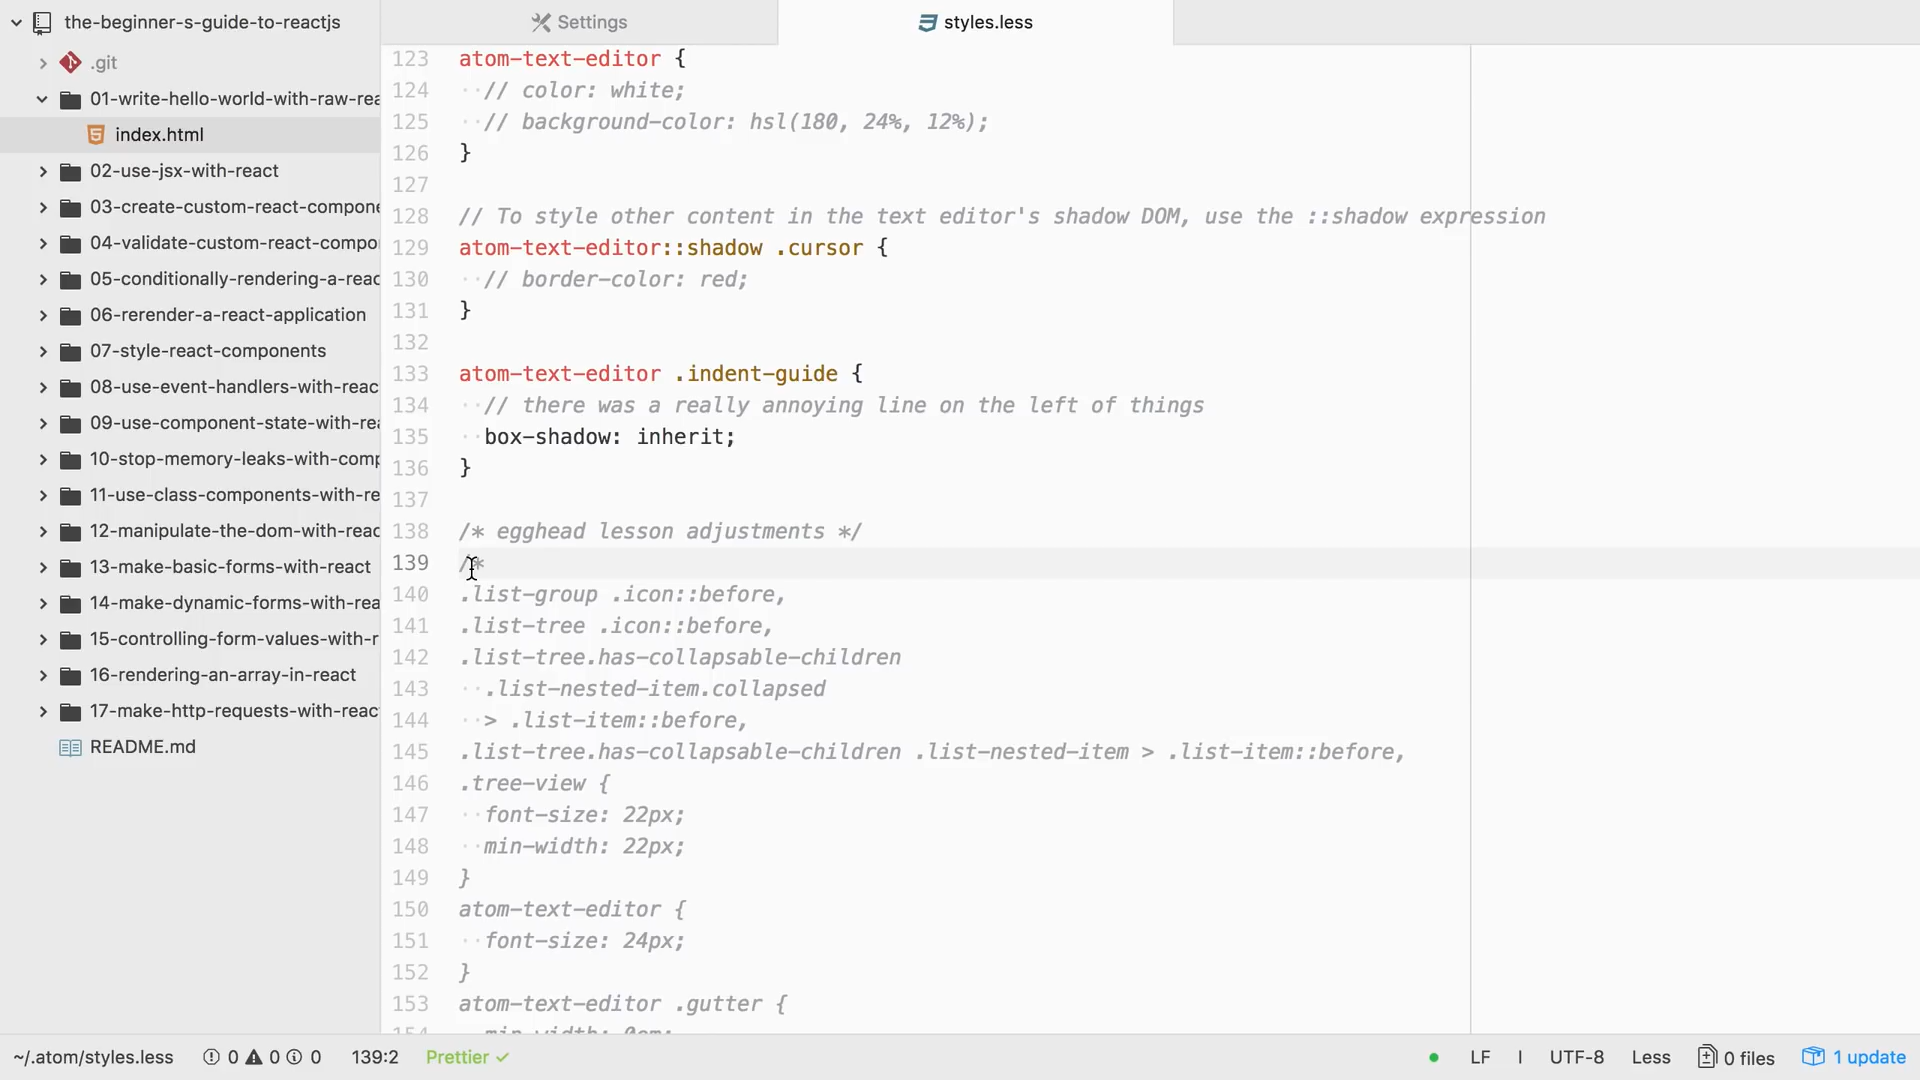 the-beginner-s-guide-to-reactjs
.git
01-write-hello-world-with-raw-rea
index.html
02-use-jsx-with-react
03-create-custom-react-compone
04-validate-custom-react-compo
05-conditionally-rendering-a-reac
06-rerender-a-react-application
07-style-react-components
08-use-event-handlers-with-reac
09-use-component-state-with-rea
10-stop-memory-leaks-with-comp
11-use-class-components-with-re
12-manipulate-the-dom-with-reac
13-make-basic-forms-with-react
14-make-dynamic-forms-with-rea
15-controlling-form-values-with-r
16-rendering-an-array-in-react
17-make-http-requests-with-react
README.md
Settings
styles.less
123 atom-text-editor {
124 // color: white;
125 // background-color: hsl(180, 24%, 12%);
126 }
127
128 // To style other content in the text editor's shadow DOM, use the ::shadow expression
129 atom-text-editor::shadow .cursor {
130 // border-color: red;
131 }
132
133 atom-text-editor .indent-guide {
134 // there was a really annoying line on the left of things
135 box-shadow: inherit;
136 }
137
138 /* egghead lesson adjustments */
139 /*
140 .list-group .icon::before,
141 .list-tree .icon::before,
142 .list-tree.has-collapsable-children
143 .list-nested-item.collapsed
144 > .list-item::before,
145 .list-tree.has-collapsable-children .list-nested-item > .list-item::before,
146 .tree-view {
147 font-size: 22px;
148 min-width: 22px;
149 }
150 atom-text-editor {
151 font-size: 24px;
152 }
153 atom-text-editor .gutter {
154 min-width: 0em;
~/.atom/styles.less 0 0 0 139:2 Prettier ✓ LF UTF-8 Less 0 files 1 update